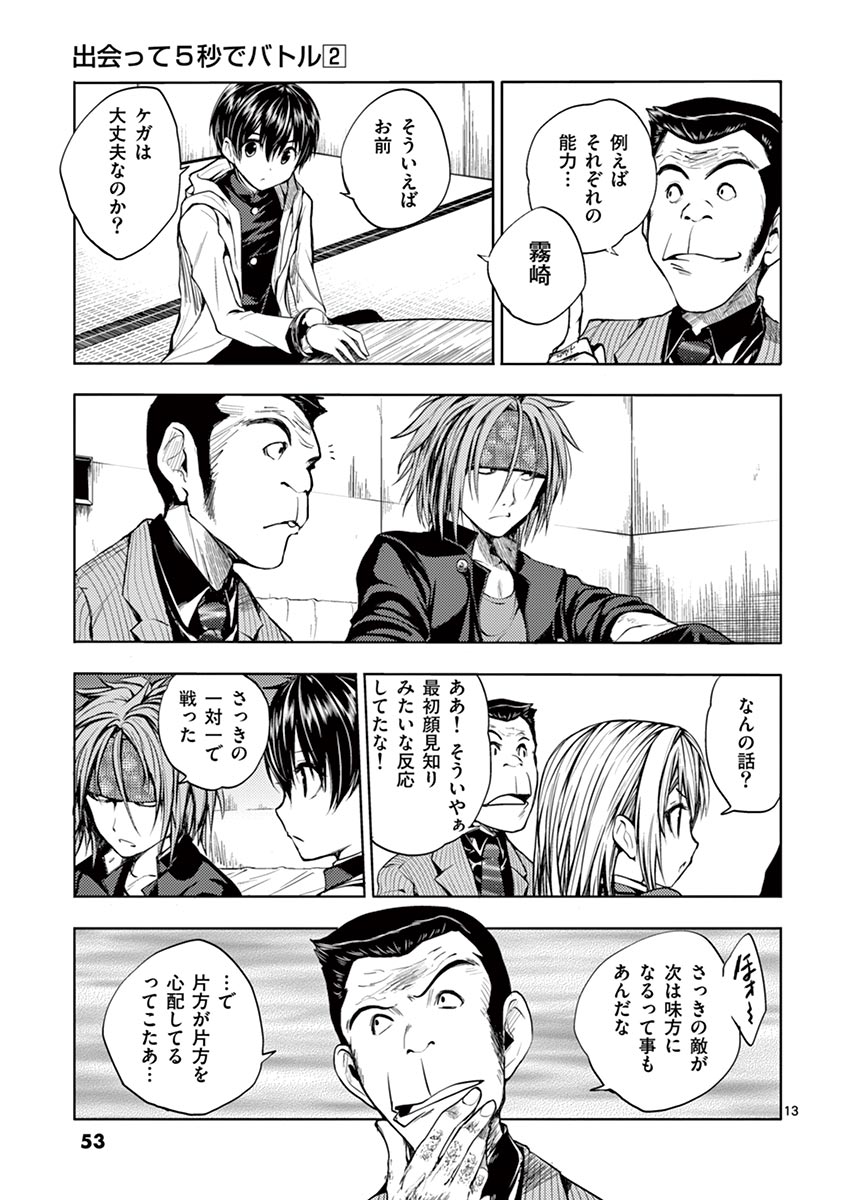 出会って5秒でバトル2
例えば
それぞれの
能力…
霧崎
そういえば
お前
ケガは
大丈夫なのか?
なんの話?
ああ!そういやぁ
最初顔見知り
みたいな反応
してたな!
さっきの
一対一で
戦った
ほォ~
さっきの敵が
次は味方に
なるって事も
あんだな
…で
片方が片方を
心配してる
ってこたあ…
13
53